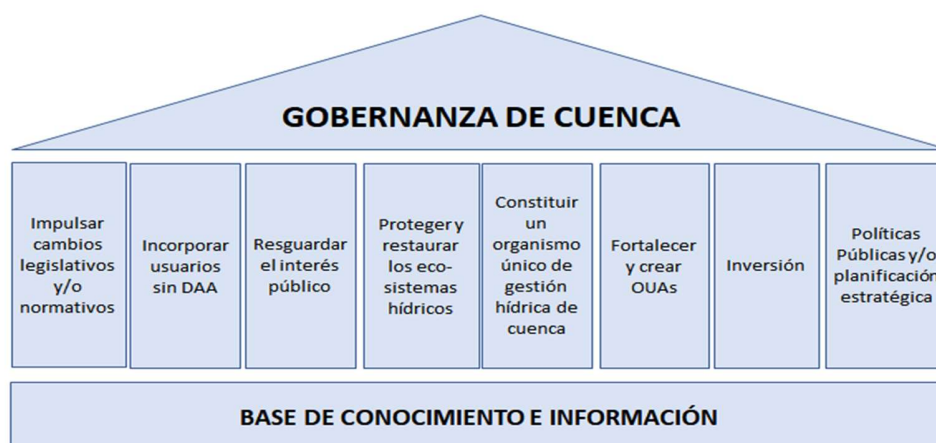 GOBERNANZA DE CUENCA
Impulsar
cambios
legislativos
y/o
normativos
Incorporar
usuarios
sin DAA
Resguardar
el interés
público
Proteger y
restaurar
los eco-
sistemas
hídricos
Constituir
un
organismo
único de
gestión
hídrica de
cuenca
Fortalecer
y crear
OUAs
Inversión
Políticas
Públicas y/o
planificación
estratégica
BASE DE CONOCIMIENTO E INFORMACIÓN